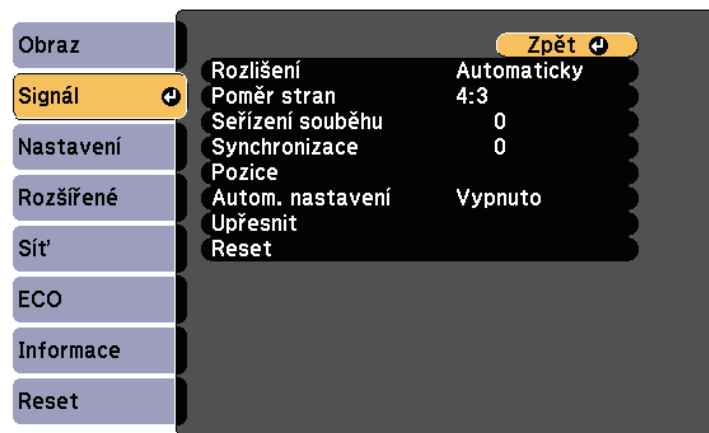 Obraz
Signál
Nastavení
Rozšířené
Síť
ECO
Informace
Reset
Zpět
Rozlišení Automaticky
Poměr stran 4:3
Seřízení souběhu 0
Synchronizace 0
Pozice
Autom. nastavení Vypnuto
Upřesnit
Reset